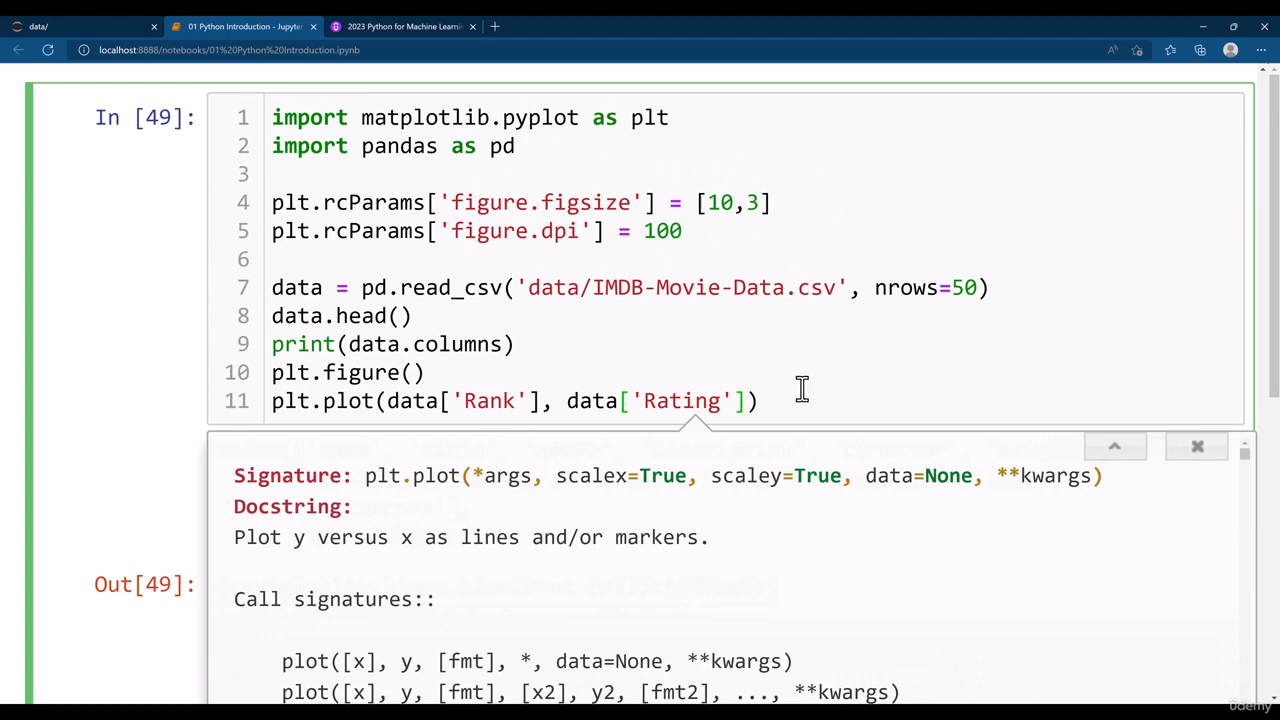 data/
01 Python Introduction - Jupyter
2023 Python for Machine Learnin
localhost:8888/notebooks/01%20Python%20Introduction.ipynb
In [49]:
1 import matplotlib.pyplot as plt
2 import pandas as pd
3
4 plt.rcParams['figure.figsize'] = [10,3]
5 plt.rcParams['figure.dpi'] = 100
6
7 data = pd.read_csv('data/IMDB-Movie-Data.csv', nrows=50)
8 data.head()
9 print(data.columns)
10 plt.figure()
11 plt.plot(data['Rank'], data['Rating'])
Signature: plt.plot(*args, scalex=True, scaley=True, data=None, **kwargs)
Docstring:
Plot y versus x as lines and/or markers.
Out[49]:
Call signatures::
plot([x], y, [fmt], *, data=None, **kwargs)
plot([x], y, [fmt], [x2], y2, [fmt2], ..., **kwargs)
ûdemy